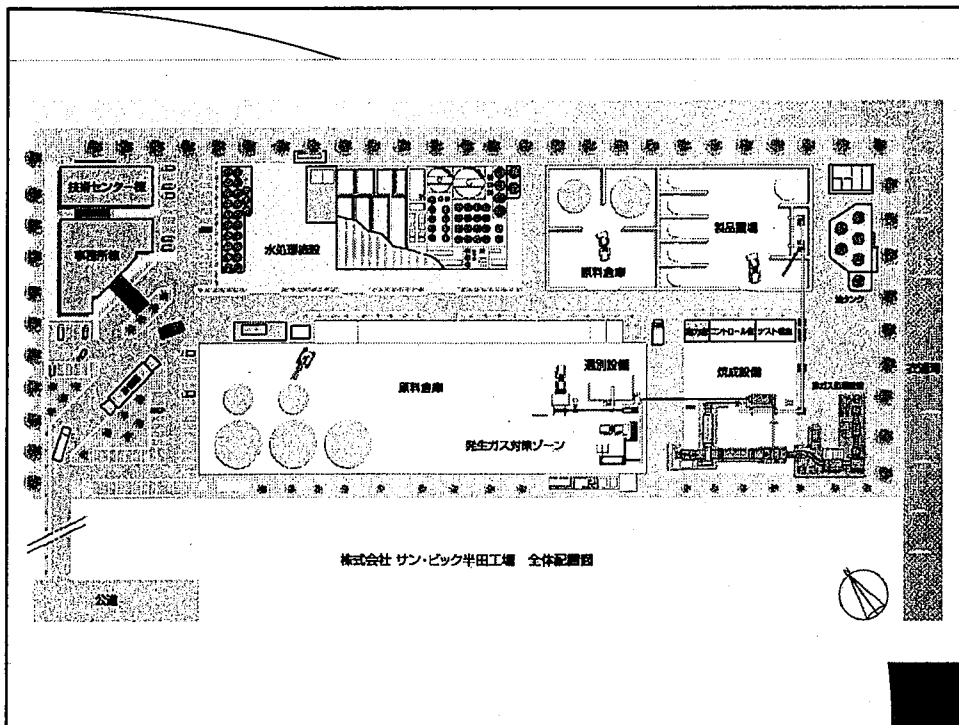 技術センター棟
事務所棟
水処理施設
原料倉庫
製品置場
油タンク
コントロール室
テスト機室
原料倉庫
選別設備
焼成設備
発生ガス対策ゾーン
株式会社 サン・ビック半田工場 全体配置図
公道